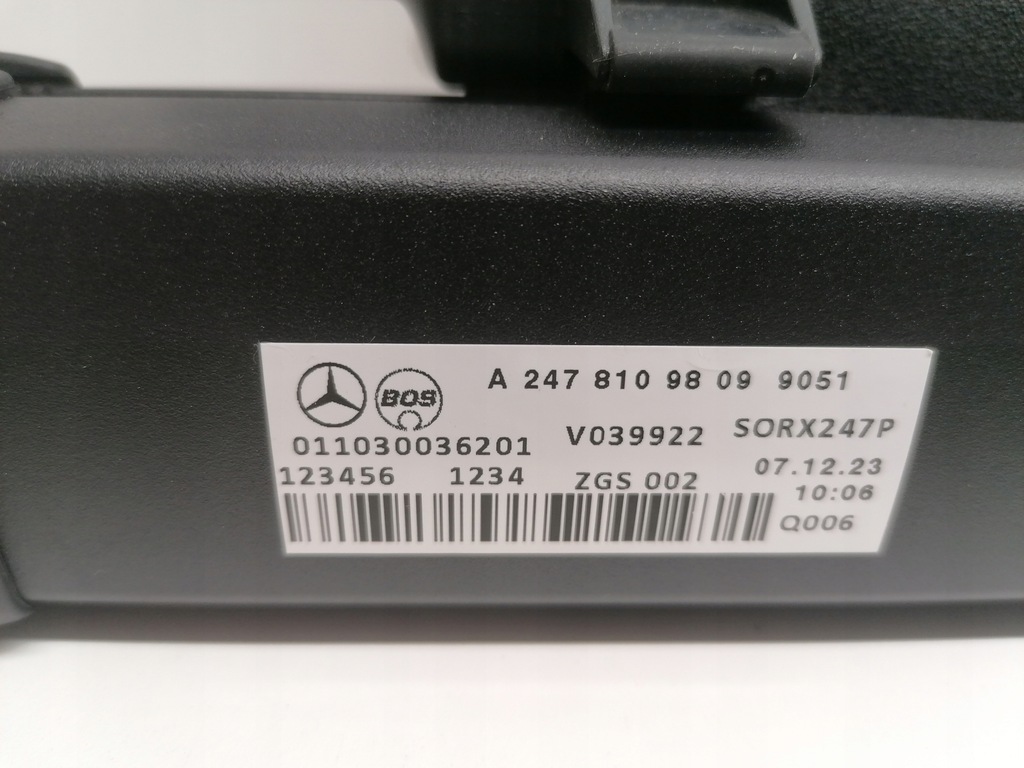 BOS
A 247 810 98 09 9051
011030036201 V039922 SORX247P
123456 1234 ZGS 002 07.12.23
10:06
Q006